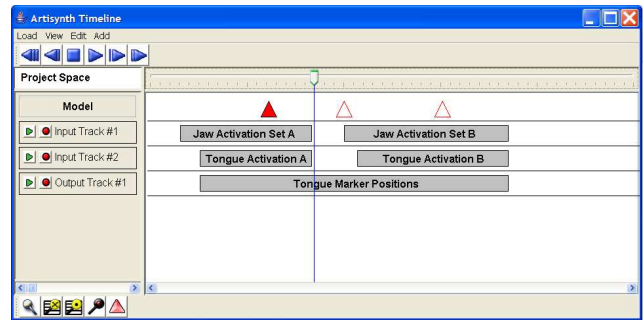 Artisynth Timeline
Load View Edit Add
Project Space
Model
Input Track #1
Jaw Activation Set A
Jaw Activation Set B
Input Track #2
Tongue Activation A
Tongue Activation B
Output Track #1
Tongue Marker Positions